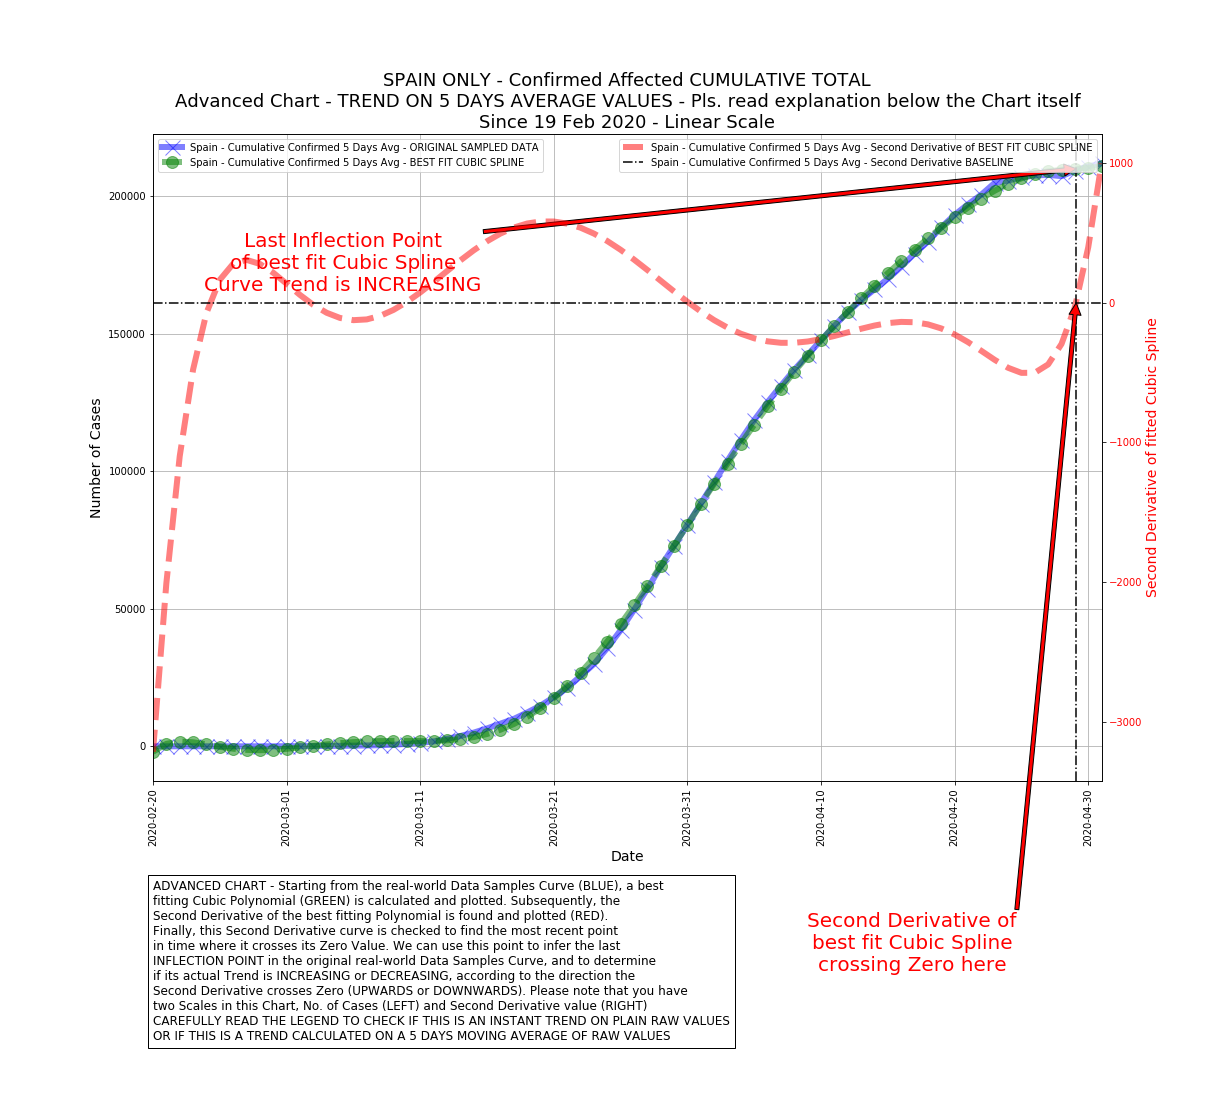 SPAIN ONLY - Confirmed Affected CUMULATIVE TOTAL
Advanced Chart - TREND ON 5 DAYS AVERAGE VALUES - Pls. read explanation below the Chart itself
Since 19 Feb 2020 - Linear Scale
Spain - Cumulative Confirmed 5 Days Avg - ORIGINAL SAMPLED DATA
Spain - Cumulative Confirmed 5 Days Avg - BEST FIT CUBIC SPLINE
Spain - Cumulative Confirmed 5 Days Avg - Second Derivative of BEST FIT CUBIC SPLINE
Spain - Cumulative Confirmed 5 Days Avg - Second Derivative BASELINE
Last Inflection Point
of best fit Cubic Spline
Curve Trend is INCREASING
Number of Cases
200000
150000
100000
50000
0
1000
0
−1000
−2000
−3000
Second Derivative of fitted Cubic Spline
2020-02-20
2020-03-01
2020-03-11
2020-03-21
2020-03-31
2020-04-10
2020-04-20
2020-04-30
Date
ADVANCED CHART - Starting from the real-world Data Samples Curve (BLUE), a best
fitting Cubic Polynomial (GREEN) is calculated and plotted. Subsequently, the
Second Derivative of the best fitting Polynomial is found and plotted (RED).
Finally, this Second Derivative curve is checked to find the most recent point
in time where it crosses its Zero Value. We can use this point to infer the last
INFLECTION POINT in the original real-world Data Samples Curve, and to determine
if its actual Trend is INCREASING or DECREASING, according to the direction the
Second Derivative crosses Zero (UPWARDS or DOWNWARDS). Please note that you have
two Scales in this Chart, No. of Cases (LEFT) and Second Derivative value (RIGHT)
CAREFULLY READ THE LEGEND TO CHECK IF THIS IS AN INSTANT TREND ON PLAIN RAW VALUES
OR IF THIS IS A TREND CALCULATED ON A 5 DAYS MOVING AVERAGE OF RAW VALUES
Second Derivative of
best fit Cubic Spline
crossing Zero here